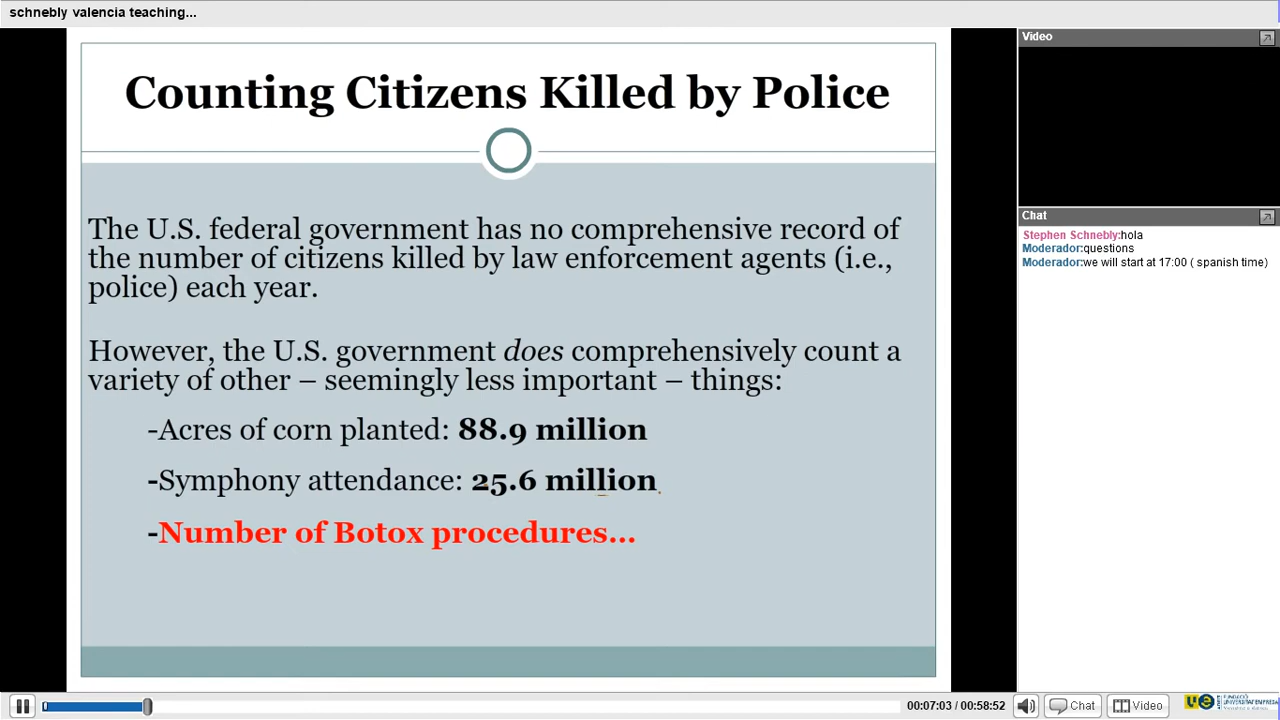 schnebly valencia teaching...
Counting Citizens Killed by Police
The U.S. federal government has no comprehensive record of
the number of citizens killed by law enforcement agents (i.e.,
police) each year.
However, the U.S. government does comprehensively count a
variety of other – seemingly less important – things:
-Acres of corn planted: 88.9 million
-Symphony attendance: 25.6 million
-Number of Botox procedures...
Video
Chat
Stephen Schnebly:hola
Moderador:questions
Moderador:we will start at 17:00 ( spanish time)
00:07:03 / 00:58:52
Chat
Video